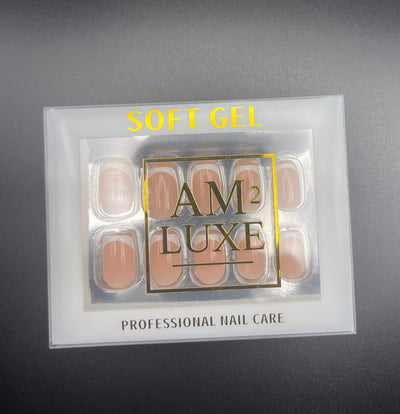 SOFT GEL
AM2
LUXE
PROFESSIONAL NAIL CARE